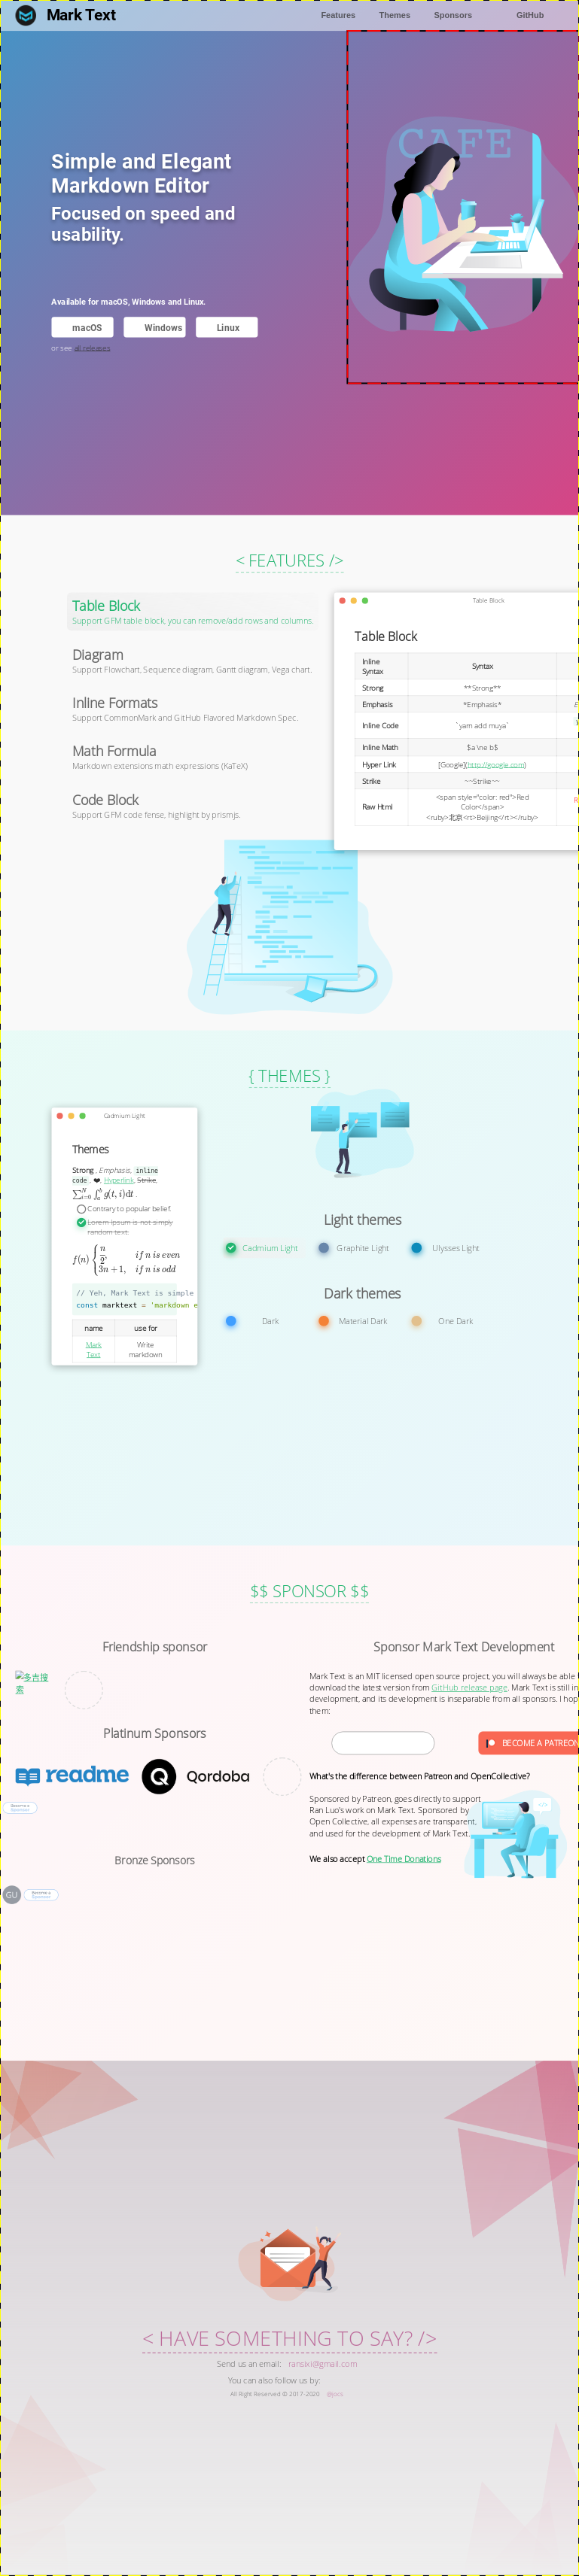 Mark Text
Features Themes Sponsors GitHub
CAFE
Simple and Elegant
Markdown Editor
Focused on speed and
usability.
Available for macOS, Windows and Linux.
macOS Windows Linux
or see all releases
< FEATURES />
Table Block
Support GFM table block, you can remove/add rows and columns.
Diagram
Support Flowchart, Sequence diagram, Gantt diagram, Vega chart.
Inline Formats
Support CommonMark and GitHub Flavored Markdown Spec.
Math Formula
Markdown extensions math expressions (KaTeX)
Code Block
Support GFM code fense, highlight by prismjs.
Table Block
Table Block
Inline Syntax
Syntax
Strong **Strong**
Emphasis *Emphasis*
Inline Code `yarn add muya`
Inline Math $a \ne b$
Hyper Link [Google](http://google.com)
Strike ~~Strike~~
Raw Html
<span style="color: red">Red
Color</span>
<ruby>北京<rt>Beijing</rt></ruby>
{ THEMES }
Cadmium Light
Themes
Strong , Emphasis, inline
code , ❤️, Hyperlink, Strike,
∑ᵢ₌₀ᴺ ∫ₐᵇ g(t, i)dt .
Contrary to popular belief.
Lorem Ipsum is not simply
random text.
f(n) { n/2, if n is even
3n + 1, if n is odd
// Yeh, Mark Text is simple
const marktext = 'markdown e
name use for
Mark Text
Write
markdown
Light themes
Cadmium Light Graphite Light Ulysses Light
Dark themes
Dark Material Dark One Dark
$$ SPONSOR $$
Friendship sponsor
多吉搜索
Platinum Sponsors
readme
Qordoba
Bronze Sponsors
GU
Sponsor Mark Text Development
Mark Text is an MIT licensed open source project, you will always be able
download the latest version from GitHub release page. Mark Text is still in
development, and its development is inseparable from all sponsors. I hop
them:
BECOME A PATREON
What's the difference between Patreon and OpenCollective?
Sponsored by Patreon, goes directly to support
Ran Luo's work on Mark Text. Sponsored by
Open Collective, all expenses are transparent,
and used for the development of Mark Text.
We also accept One Time Donations
< HAVE SOMETHING TO SAY? />
Send us an email: ransixi@gmail.com
You can also follow us by:
All Right Reserved © 2017-2020 @Jocs